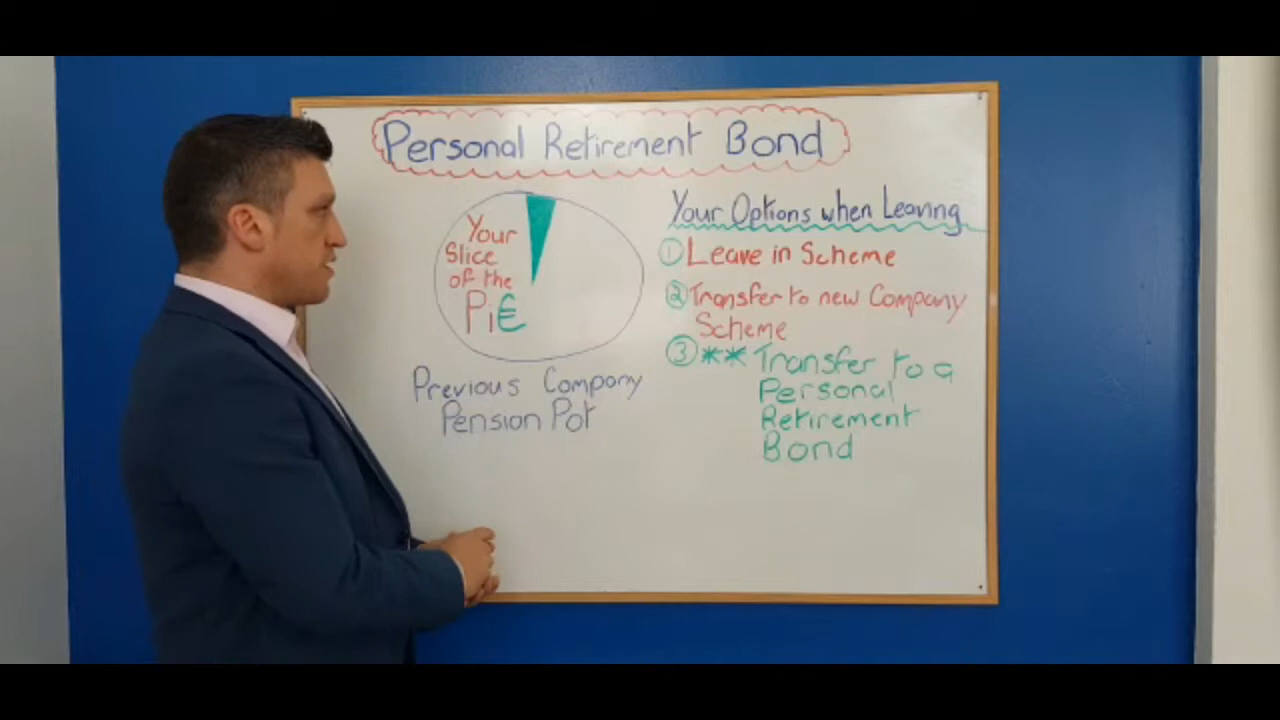 Personal Retirement Bond
Your
Slice
of the
Pi€
Previous Company
Pension Pot
Your Options when Leaving
① Leave in Scheme
② Transfer to new Company
Scheme
③ ** Transfer to a
Personal
Retirement
Bond